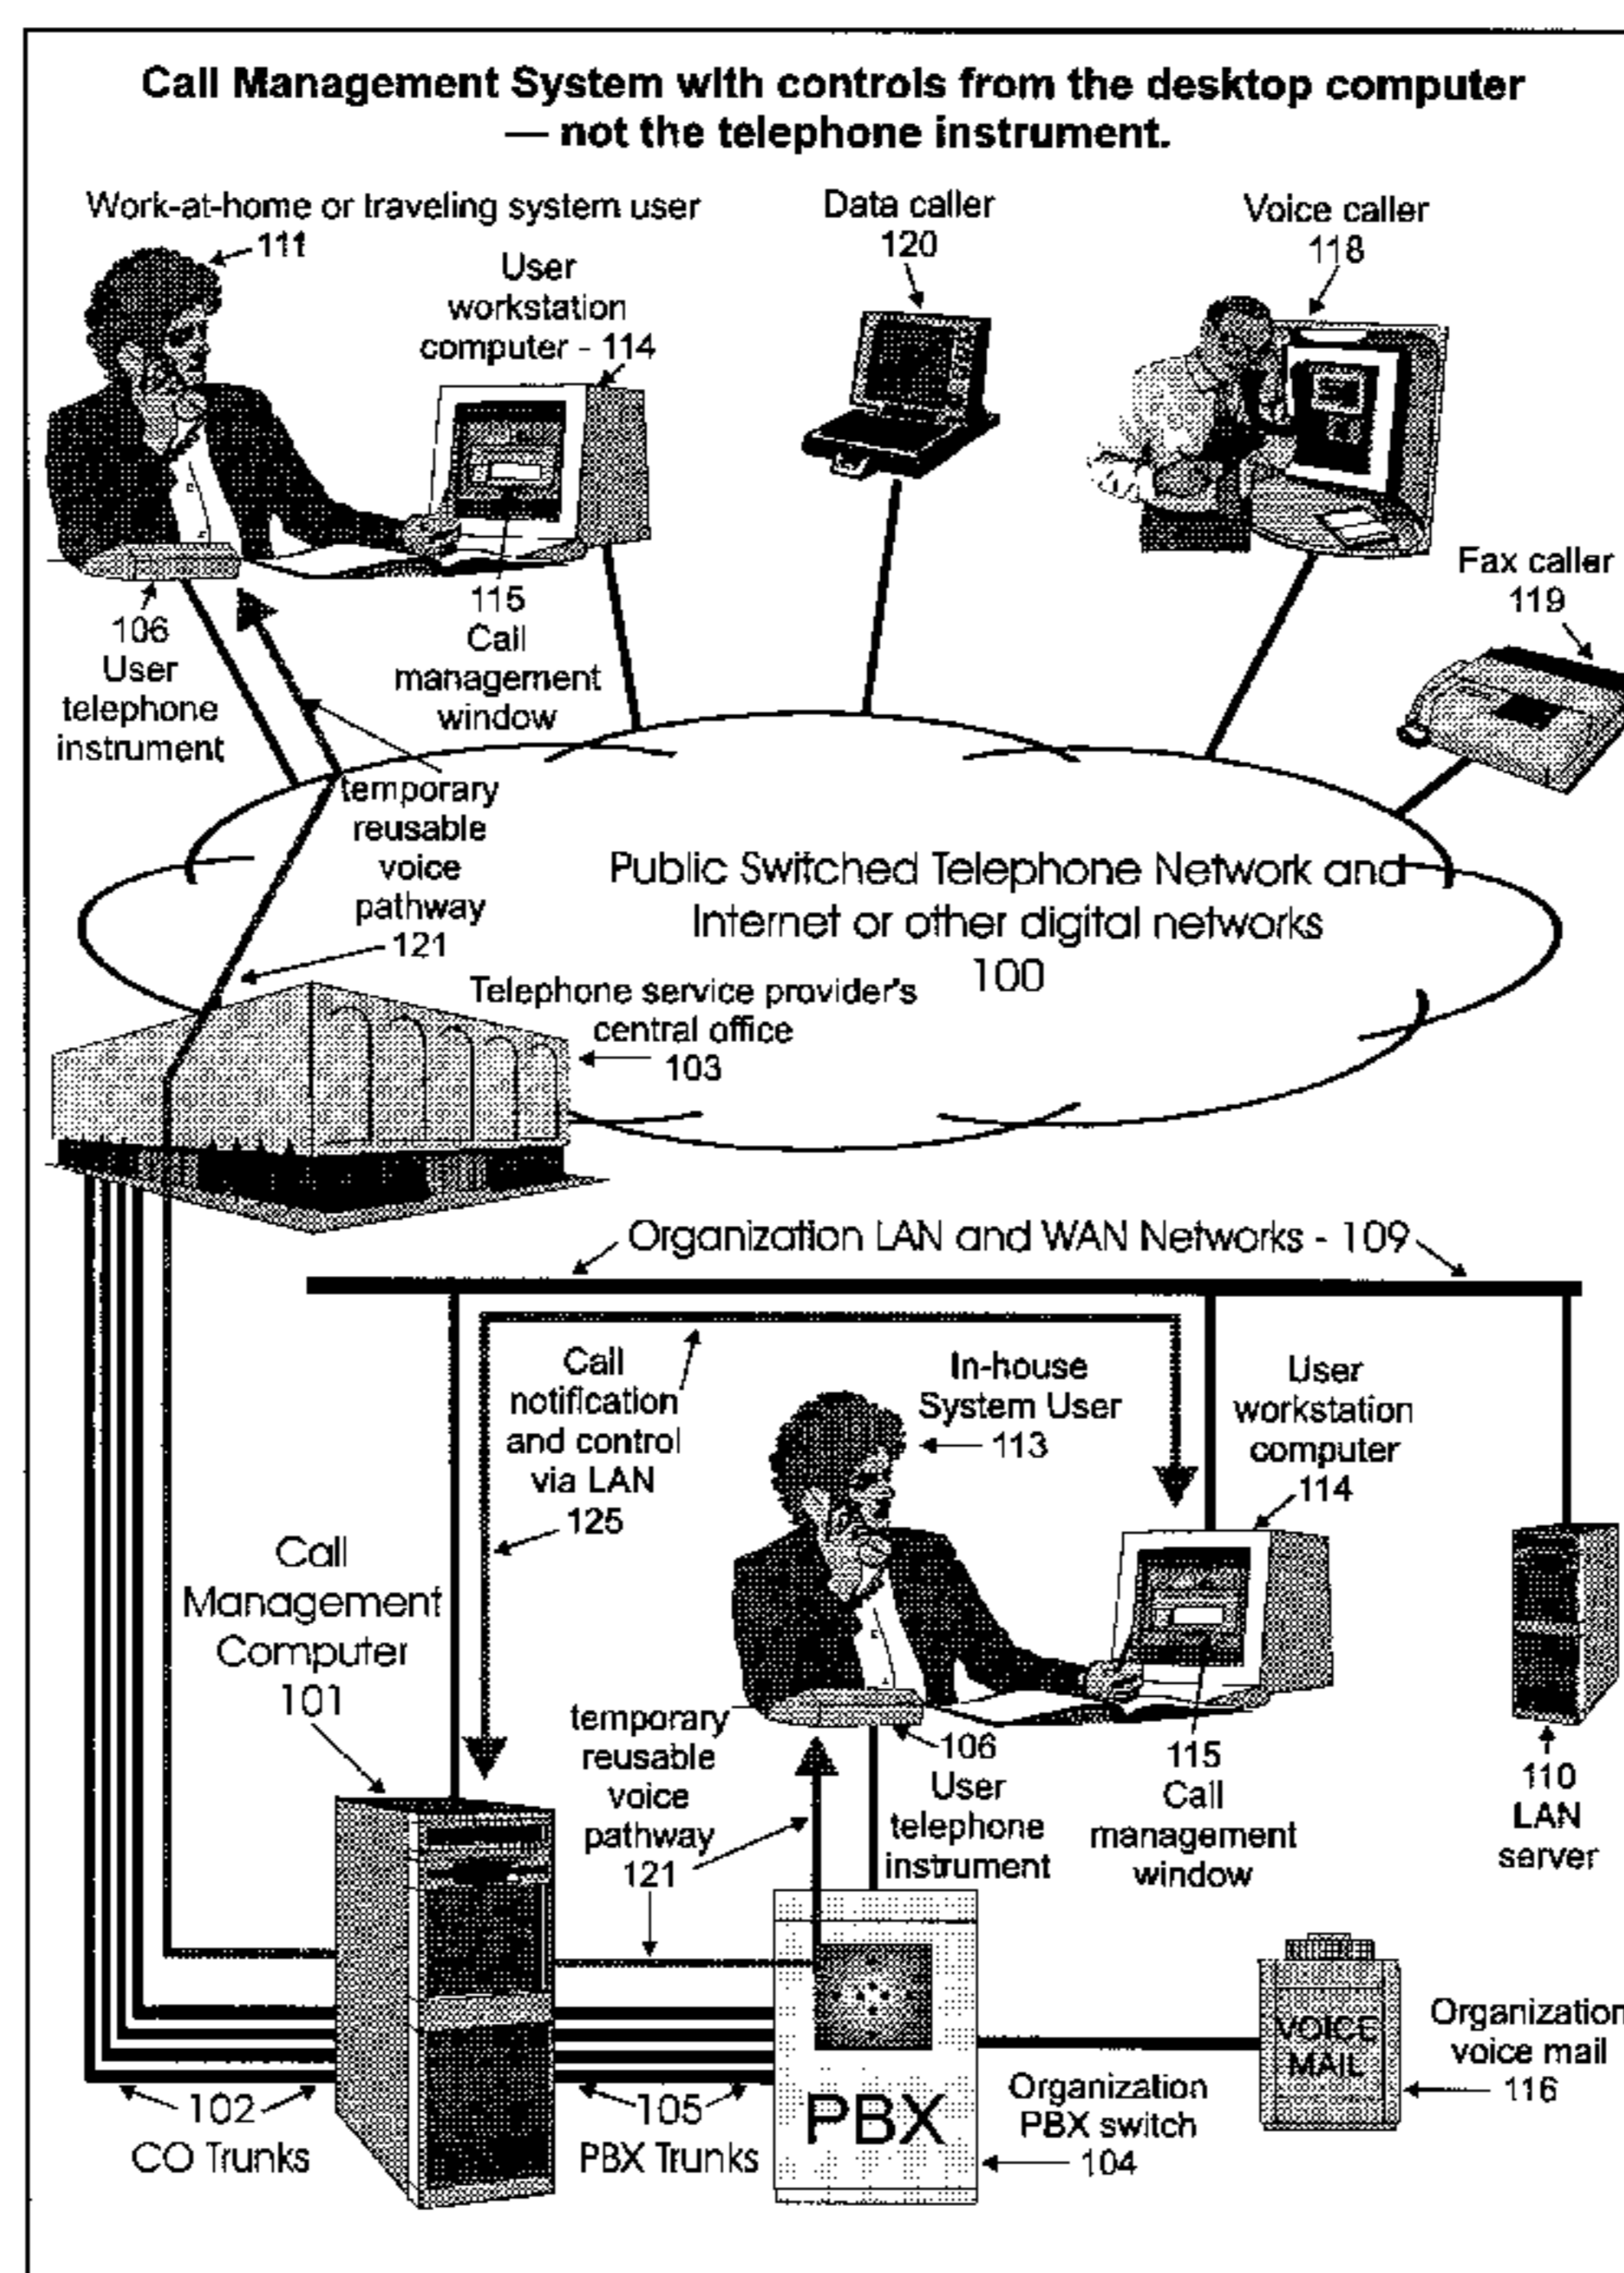 Call Management System with controls from the desktop computer
— not the telephone instrument.
Work-at-home or traveling system user
111
User
workstation
computer - 114
Data caller
120
Voice caller
118
Fax caller
119
106
User
telephone
instrument
115
Call
management
window
temporary
reusable
voice
pathway
121
Public Switched Telephone Network and
Internet or other digital networks
100
Telephone service provider's
central office
103
Organization LAN and WAN Networks - 109
Call
notification
and control
via LAN
125
In-house
System User
113
User
workstation
computer
114
Call
Management
Computer
101
temporary
reusable
voice
pathway
121
106
User
telephone
instrument
115
Call
management
window
110
LAN
server
VOICE
MAIL
Organization
voice mail
116
PBX
Organization
PBX switch
104
102
CO Trunks
105
PBX Trunks